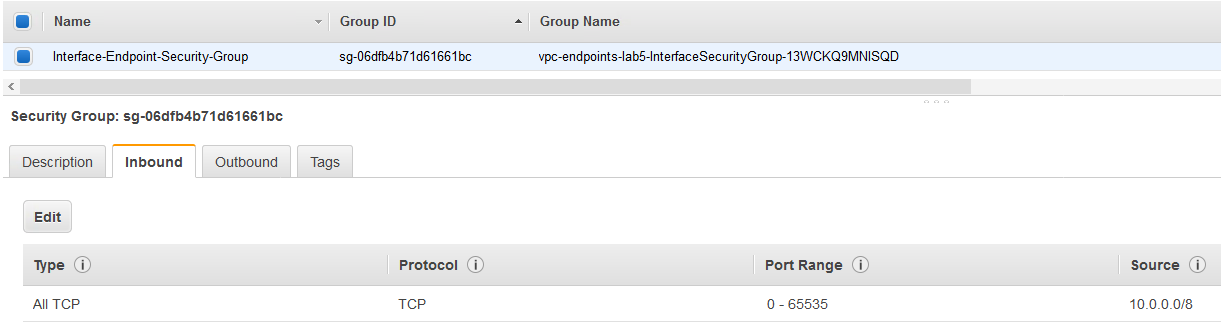 Name Group ID Group Name
Interface-Endpoint-Security-Group sg-06dfb4b71d61661bc vpc-endpoints-lab5-InterfaceSecurityGroup-13WCKQ9MNISQD
Security Group: sg-06dfb4b71d61661bc
Description Inbound Outbound Tags
Edit
Type Protocol Port Range Source
All TCP TCP 0 - 65535 10.0.0.0/8